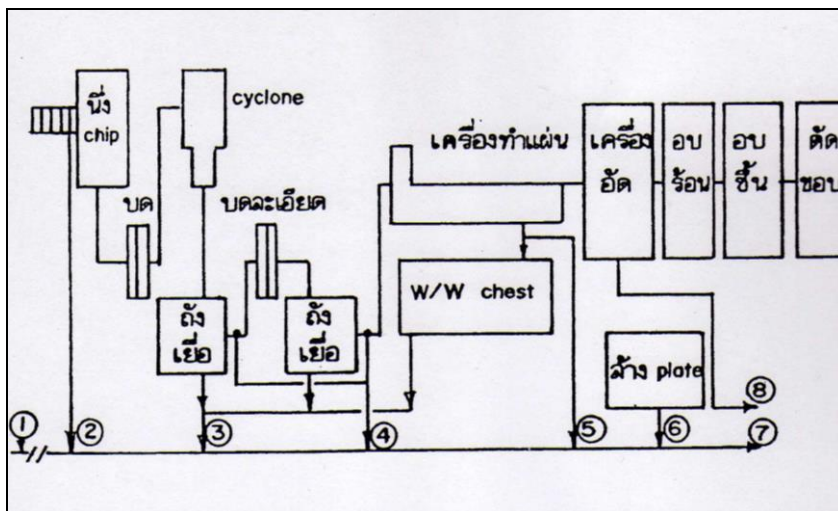 นึ่ง
chip
cyclone
บด
บดละเอียด
เครื่องทำแผ่น
เครื่อง
อัด
อบ
ร้อน
อบ
ชื้น
ตัด
ขอบ
ถัง
เยื่อ
ถัง
เยื่อ
W/W chest
ล้าง plate
1
2
3
4
5
6
7
8